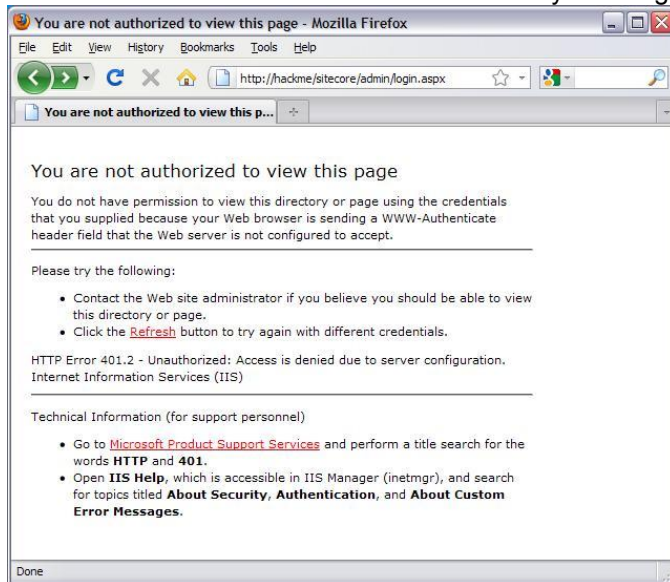 You are not authorized to view this page - Mozilla Firefox
File Edit View History Bookmarks Tools Help
http://hackme/sitecore/admin/login.aspx
You are not authorized to view this p...
You are not authorized to view this page
You do not have permission to view this directory or page using the credentials
that you supplied because your Web browser is sending a WWW-Authenticate
header field that the Web server is not configured to accept.
Please try the following:
• Contact the Web site administrator if you believe you should be able to view
this directory or page.
• Click the Refresh button to try again with different credentials.
HTTP Error 401.2 - Unauthorized: Access is denied due to server configuration.
Internet Information Services (IIS)
Technical Information (for support personnel)
• Go to Microsoft Product Support Services and perform a title search for the
words HTTP and 401.
• Open IIS Help, which is accessible in IIS Manager (inetmgr), and search
for topics titled About Security, Authentication, and About Custom
Error Messages.
Done